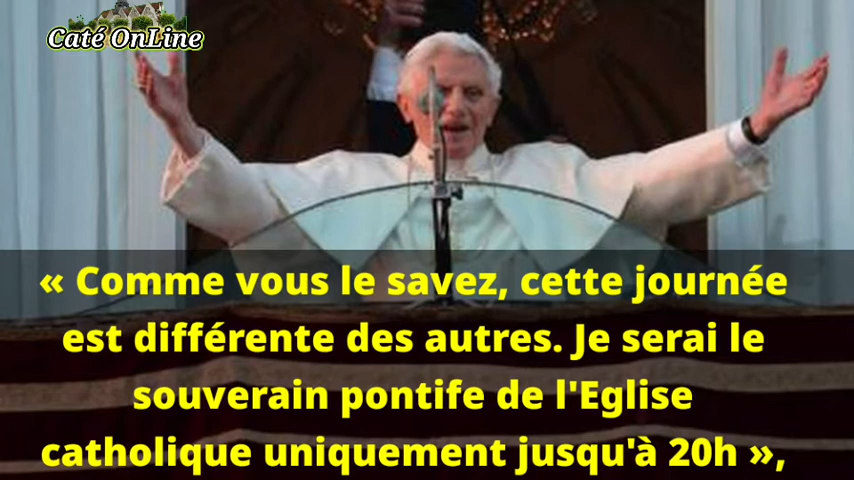 Caté OnLine
« Comme vous le savez, cette journée
est différente des autres. Je serai le
souverain pontife de l'Eglise
catholique uniquement jusqu'à 20h »,